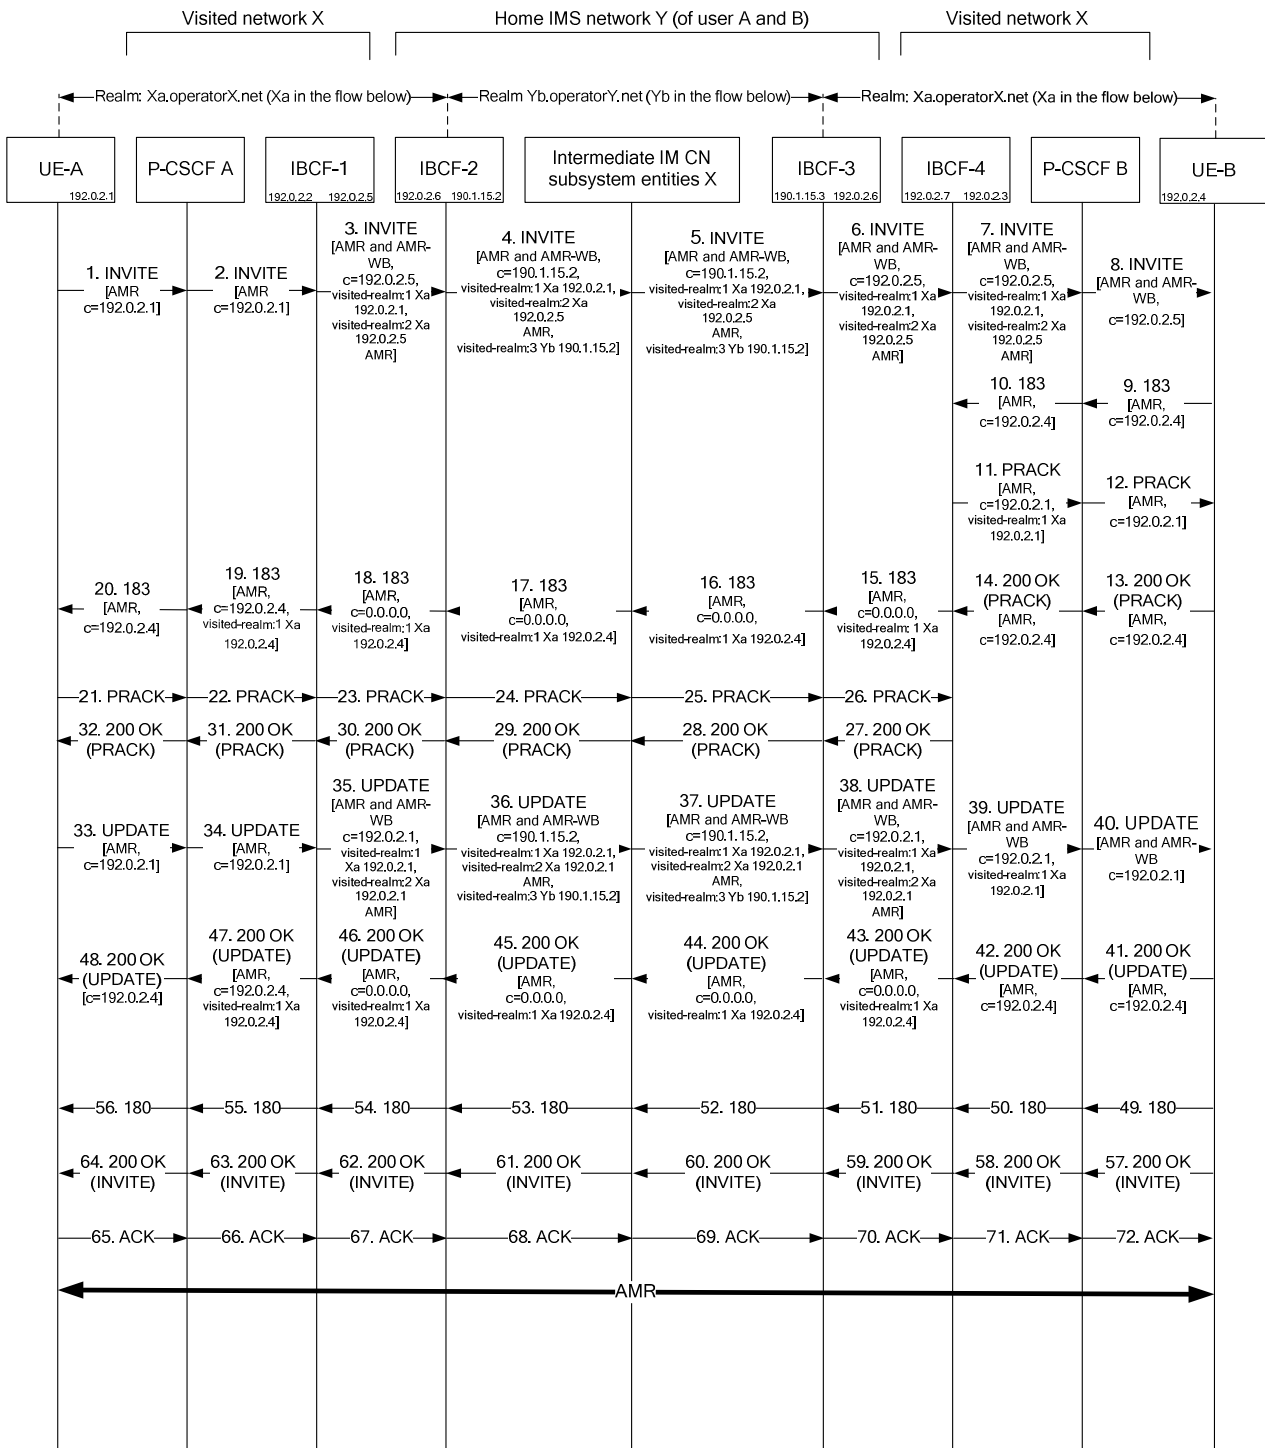 Visited network X
Home IMS network Y (of user A and B)
Visited network X
Realm: Xa.operatorX.net (Xa in the flow below)
Realm Yb.operatorY.net (Yb in the flow below)
Realm: Xa.operatorX.net (Xa in the flow below)
UE-A
192.0.2.1
P-CSCF A
IBCF-1
192.0.2.2
192.0.2.5
IBCF-2
192.0.2.6
190.1.15.2
Intermediate IM CN
subsystem entities X
IBCF-3
190.1.15.3
192.0.2.6
IBCF-4
192.0.2.7
192.0.2.3
P-CSCF B
UE-B
192.0.2.4
1. INVITE
[AMR
c=192.0.2.1]
2. INVITE
[AMR
c=192.0.2.1]
3. INVITE
[AMR and AMR-
WB,
c=192.0.2.5,
visited-realm:1 Xa
192.0.2.1,
visited-realm:2 Xa
192.0.2.5
AMR]
4. INVITE
[AMR and AMR-WB,
c=190.1.15.2,
visited-realm:1 Xa 192.0.2.1,
visited-realm:2 Xa
192.0.2.5
AMR,
visited-realm:3 Yb 190.1.15.2]
5. INVITE
[AMR and AMR-WB,
c=190.1.15.2,
visited-realm:1 Xa 192.0.2.1,
visited-realm:2 Xa
192.0.2.5
AMR,
visited-realm:3 Yb 190.1.15.2]
6. INVITE
[AMR and AMR-
WB,
c=192.0.2.5,
visited-realm:1 Xa
192.0.2.1,
visited-realm:2 Xa
192.0.2.5
AMR]
7. INVITE
[AMR and AMR-
WB,
c=192.0.2.5,
visited-realm:1 Xa
192.0.2.1,
visited-realm:2 Xa
192.0.2.5
AMR]
8. INVITE
[AMR and AMR-
WB,
c=192.0.2.5]
10. 183
[AMR,
c=192.0.2.4]
9. 183
[AMR,
c=192.0.2.4]
11. PRACK
[AMR,
c=192.0.2.1,
visited-realm:1 Xa
192.0.2.1]
12. PRACK
[AMR,
c=192.0.2.1]
20. 183
[AMR,
c=192.0.2.4]
19. 183
[AMR,
c=192.0.2.4,
visited-realm:1 Xa
192.0.2.4]
18. 183
[AMR,
c=0.0.0.0,
visited-realm:1 Xa
192.0.2.4]
17. 183
[AMR,
c=0.0.0.0,
visited-realm:1 Xa 192.0.2.4]
16. 183
[AMR,
c=0.0.0.0,
visited-realm:1 Xa 192.0.2.4]
15. 183
[AMR,
c=0.0.0.0,
visited-realm: 1 Xa
192.0.2.4]
14. 200 OK
(PRACK)
[AMR,
c=192.0.2.4]
13. 200 OK
(PRACK)
[AMR,
c=192.0.2.4]
21. PRACK
22. PRACK
23. PRACK
24. PRACK
25. PRACK
26. PRACK
32. 200 OK
(PRACK)
31. 200 OK
(PRACK)
30. 200 OK
(PRACK)
29. 200 OK
(PRACK)
28. 200 OK
(PRACK)
27. 200 OK
(PRACK)
33. UPDATE
[AMR,
c=192.0.2.1]
34. UPDATE
[AMR,
c=192.0.2.1]
35. UPDATE
[AMR and AMR-
WB
c=192.0.2.1,
visited-realm:1
Xa 192.0.2.1,
visited-realm:2 Xa
192.0.2.1
AMR]
36. UPDATE
[AMR and AMR-WB
c=190.1.15.2,
visited-realm:1 Xa 192.0.2.1,
visited-realm:2 Xa 192.0.2.1
AMR,
visited-realm:3 Yb 190.1.15.2]
37. UPDATE
[AMR and AMR-WB
c=190.1.15.2,
visited-realm:1 Xa 192.0.2.1,
visited-realm:2 Xa 192.0.2.1
AMR,
visited-realm:3 Yb 190.1.15.2]
38. UPDATE
[AMR and AMR-
WB,
c=192.0.2.1,
visited-realm:1 Xa
192.0.2.1,
visited-realm:2 Xa
192.0.2.1
AMR]
39. UPDATE
[AMR and AMR-
WB
c=192.0.2.1,
visited-realm:1 Xa
192.0.2.1]
40. UPDATE
[AMR and AMR-
WB
c=192.0.2.1]
48. 200 OK
(UPDATE)
[c=192.0.2.4]
47. 200 OK
(UPDATE)
[AMR,
c=192.0.2.4,
visited-realm:1 Xa
192.0.2.4]
46. 200 OK
(UPDATE)
[AMR,
c=0.0.0.0,
visited-realm:1 Xa
192.0.2.4]
45. 200 OK
(UPDATE)
[AMR,
c=0.0.0.0,
visited-realm:1 Xa 192.0.2.4]
44. 200 OK
(UPDATE)
[AMR,
c=0.0.0.0,
visited-realm:1 Xa 192.0.2.4]
43. 200 OK
(UPDATE)
[AMR,
c=0.0.0.0,
visited-realm:1 Xa
192.0.2.4]
42. 200 OK
(UPDATE)
[AMR,
c=192.0.2.4]
41. 200 OK
(UPDATE)
[AMR,
c=192.0.2.4]
56. 180
55. 180
54. 180
53. 180
52. 180
51. 180
50. 180
49. 180
64. 200 OK
(INVITE)
63. 200 OK
(INVITE)
62. 200 OK
(INVITE)
61. 200 OK
(INVITE)
60. 200 OK
(INVITE)
59. 200 OK
(INVITE)
58. 200 OK
(INVITE)
57. 200 OK
(INVITE)
65. ACK
66. ACK
67. ACK
68. ACK
69. ACK
70. ACK
71. ACK
72. ACK
AMR